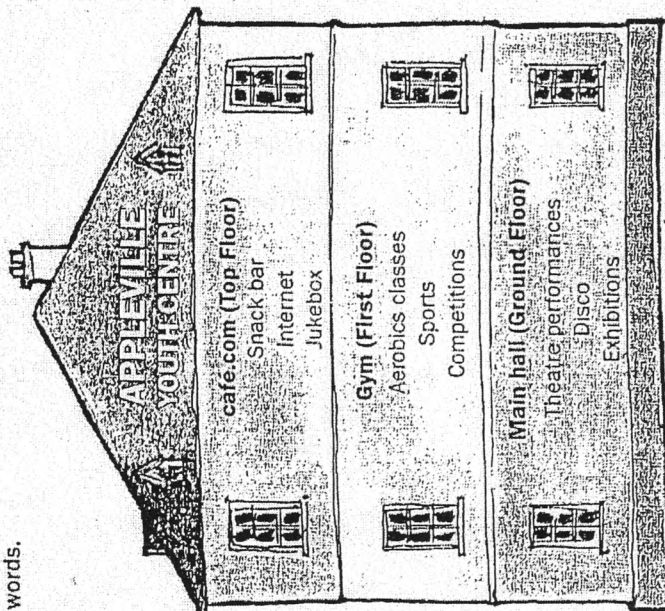 words.
APPLEVILLE
YOUTH CENTRE
cafe.com (Top Floor)
Snack bar
Internet
Jukebox
Gym (First Floor)
Aerobics classes
Sports
Competitions
Main hall (Ground Floor)
Theatre performances
Disco
Exhibitions